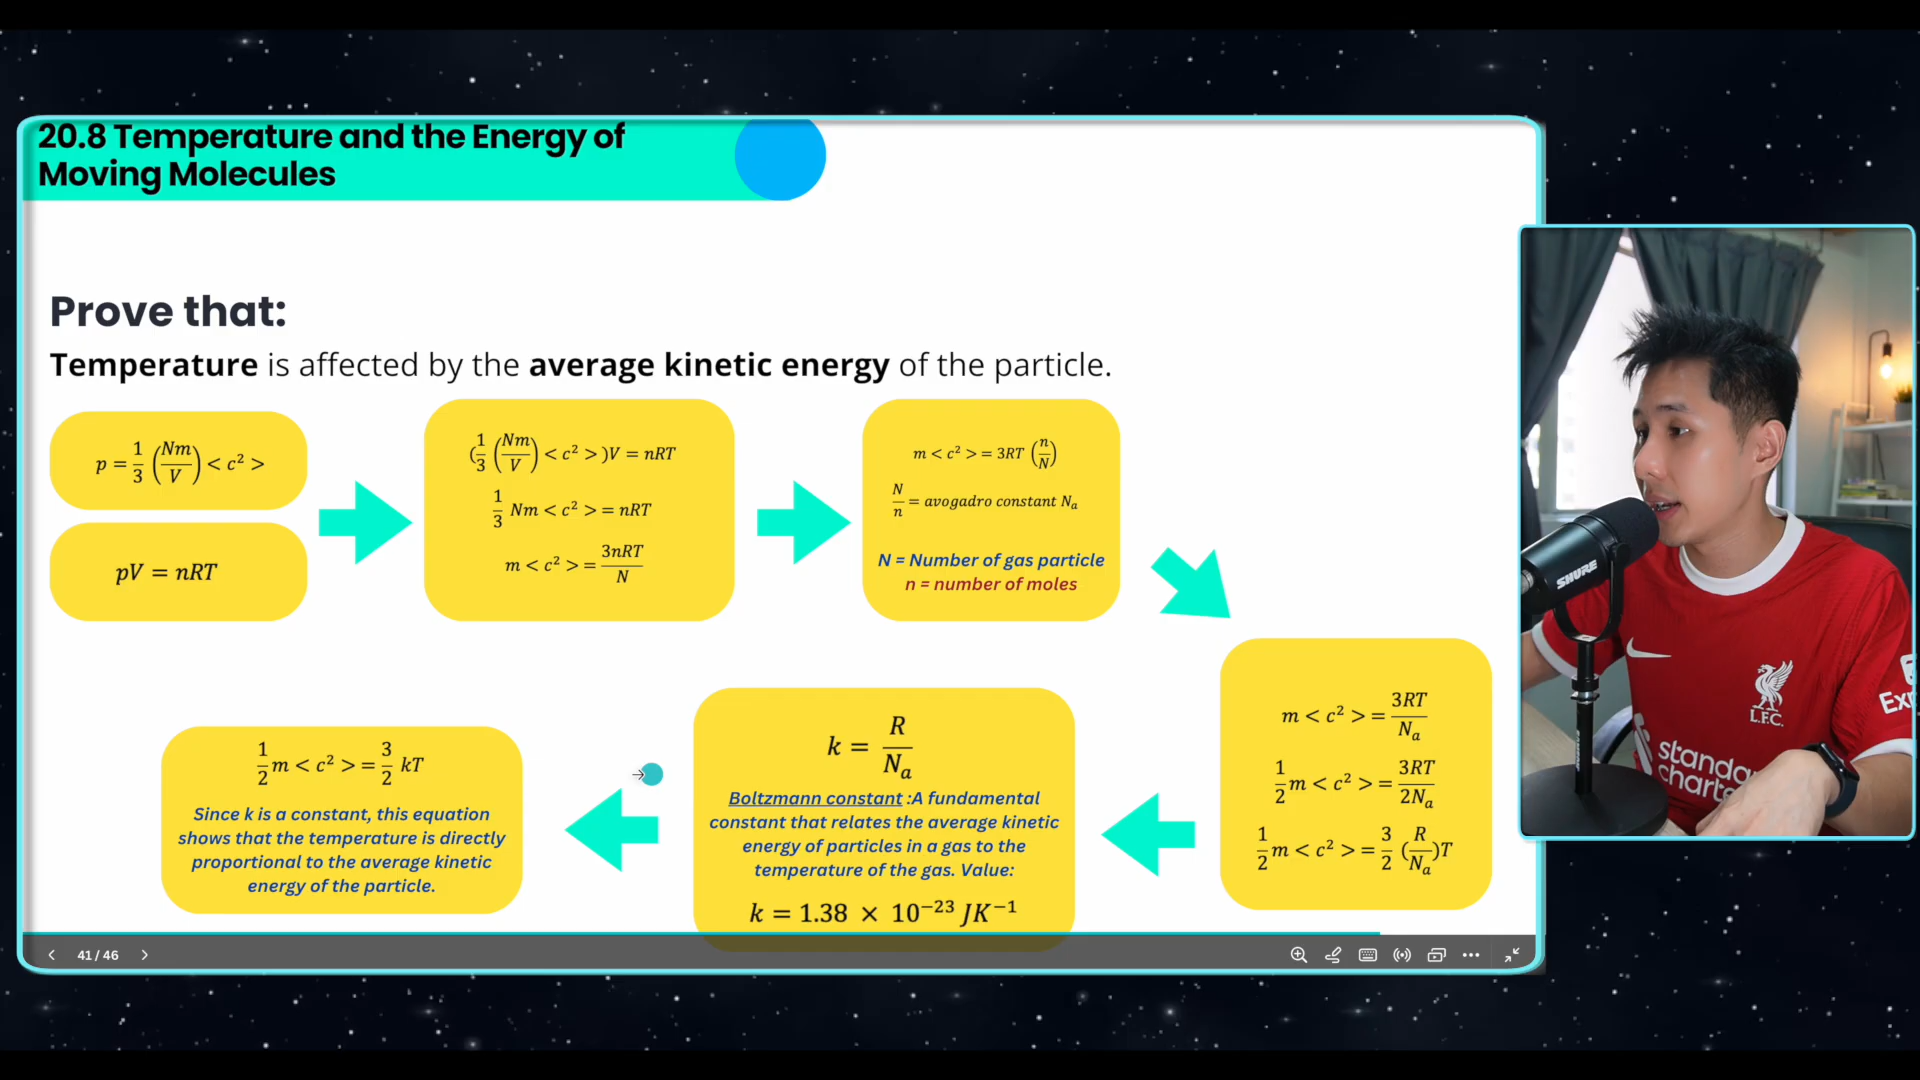 20.8 Temperature and the Energy of
Moving Molecules
Prove that:
Temperature is affected by the average kinetic energy of the particle.
p = 1/3 (Nm/V) < c² >
pV = nRT
(1/3 (Nm/V) < c² >)V = nRT
1/3 Nm < c² > = nRT
m < c² > = 3nRT/N
m < c² > = 3RT (n/N)
N/n = avogadro constant Nₐ
N = Number of gas particle
n = number of moles
m < c² > = 3RT/Nₐ
1/2 m < c² > = 3RT/2Nₐ
1/2 m < c² > = 3/2 (R/Nₐ)T
k = R/Nₐ
Boltzmann constant :A fundamental
constant that relates the average kinetic
energy of particles in a gas to the
temperature of the gas. Value:
k = 1.38 × 10⁻²³ JK⁻¹
1/2 m < c² > = 3/2 kT
Since k is a constant, this equation
shows that the temperature is directly
proportional to the average kinetic
energy of the particle.
41 / 46
SHURE
L.F.C.